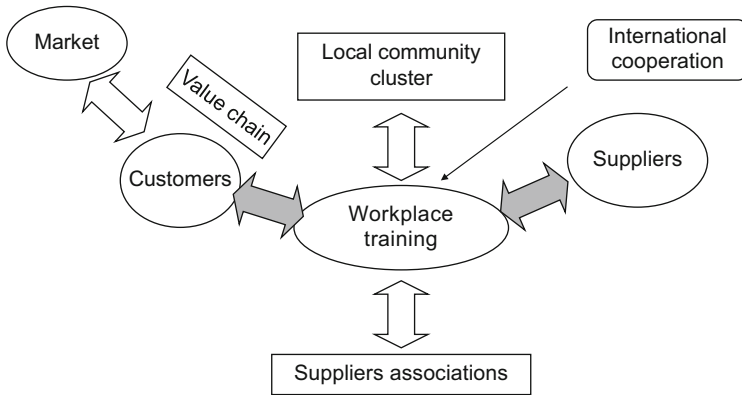 Market
Value chain
Local community
cluster
International
cooperation
Customers
Suppliers
Workplace
training
Suppliers associations